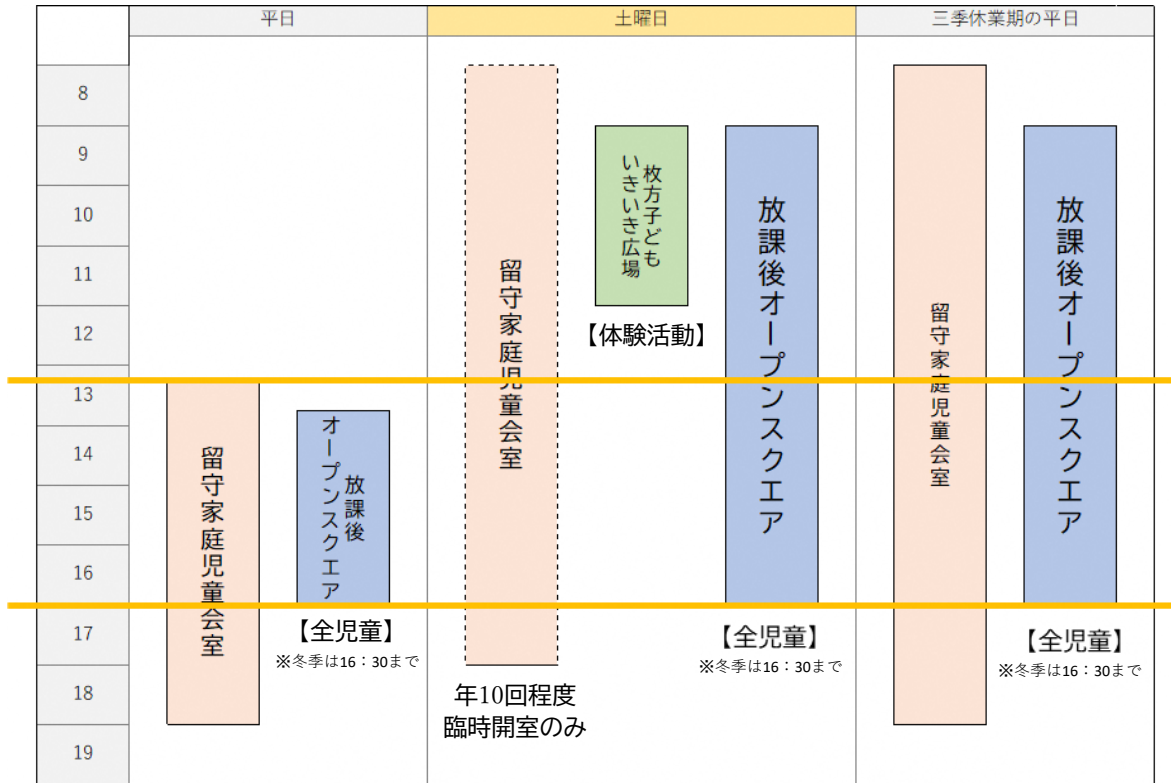 平日
土曜日
三季休業期の平日
8
9
10
11
12
13
14
15
16
17
18
19
留守家庭児童会室
放課後
オープンスクエア
【全児童】
※冬季は16：30まで
留守家庭児童会室
年10回程度
臨時開室のみ
枚方子ども
いきいき広場
【体験活動】
放課後オープンスクエア
【全児童】
※冬季は16：30まで
留守家庭児童会室
放課後オープンスクエア
【全児童】
※冬季は16：30まで